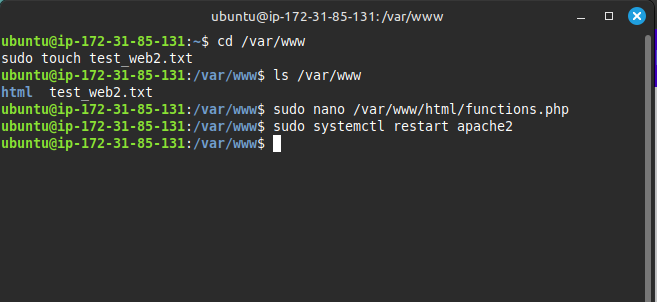 ubuntu@ip-172-31-85-131: /var/www
ubuntu@ip-172-31-85-131:~$ cd /var/www
sudo touch test_web2.txt
ubuntu@ip-172-31-85-131:/var/www$ ls /var/www
html  test_web2.txt
ubuntu@ip-172-31-85-131:/var/www$ sudo nano /var/www/html/functions.php
ubuntu@ip-172-31-85-131:/var/www$ sudo systemctl restart apache2
ubuntu@ip-172-31-85-131:/var/www$